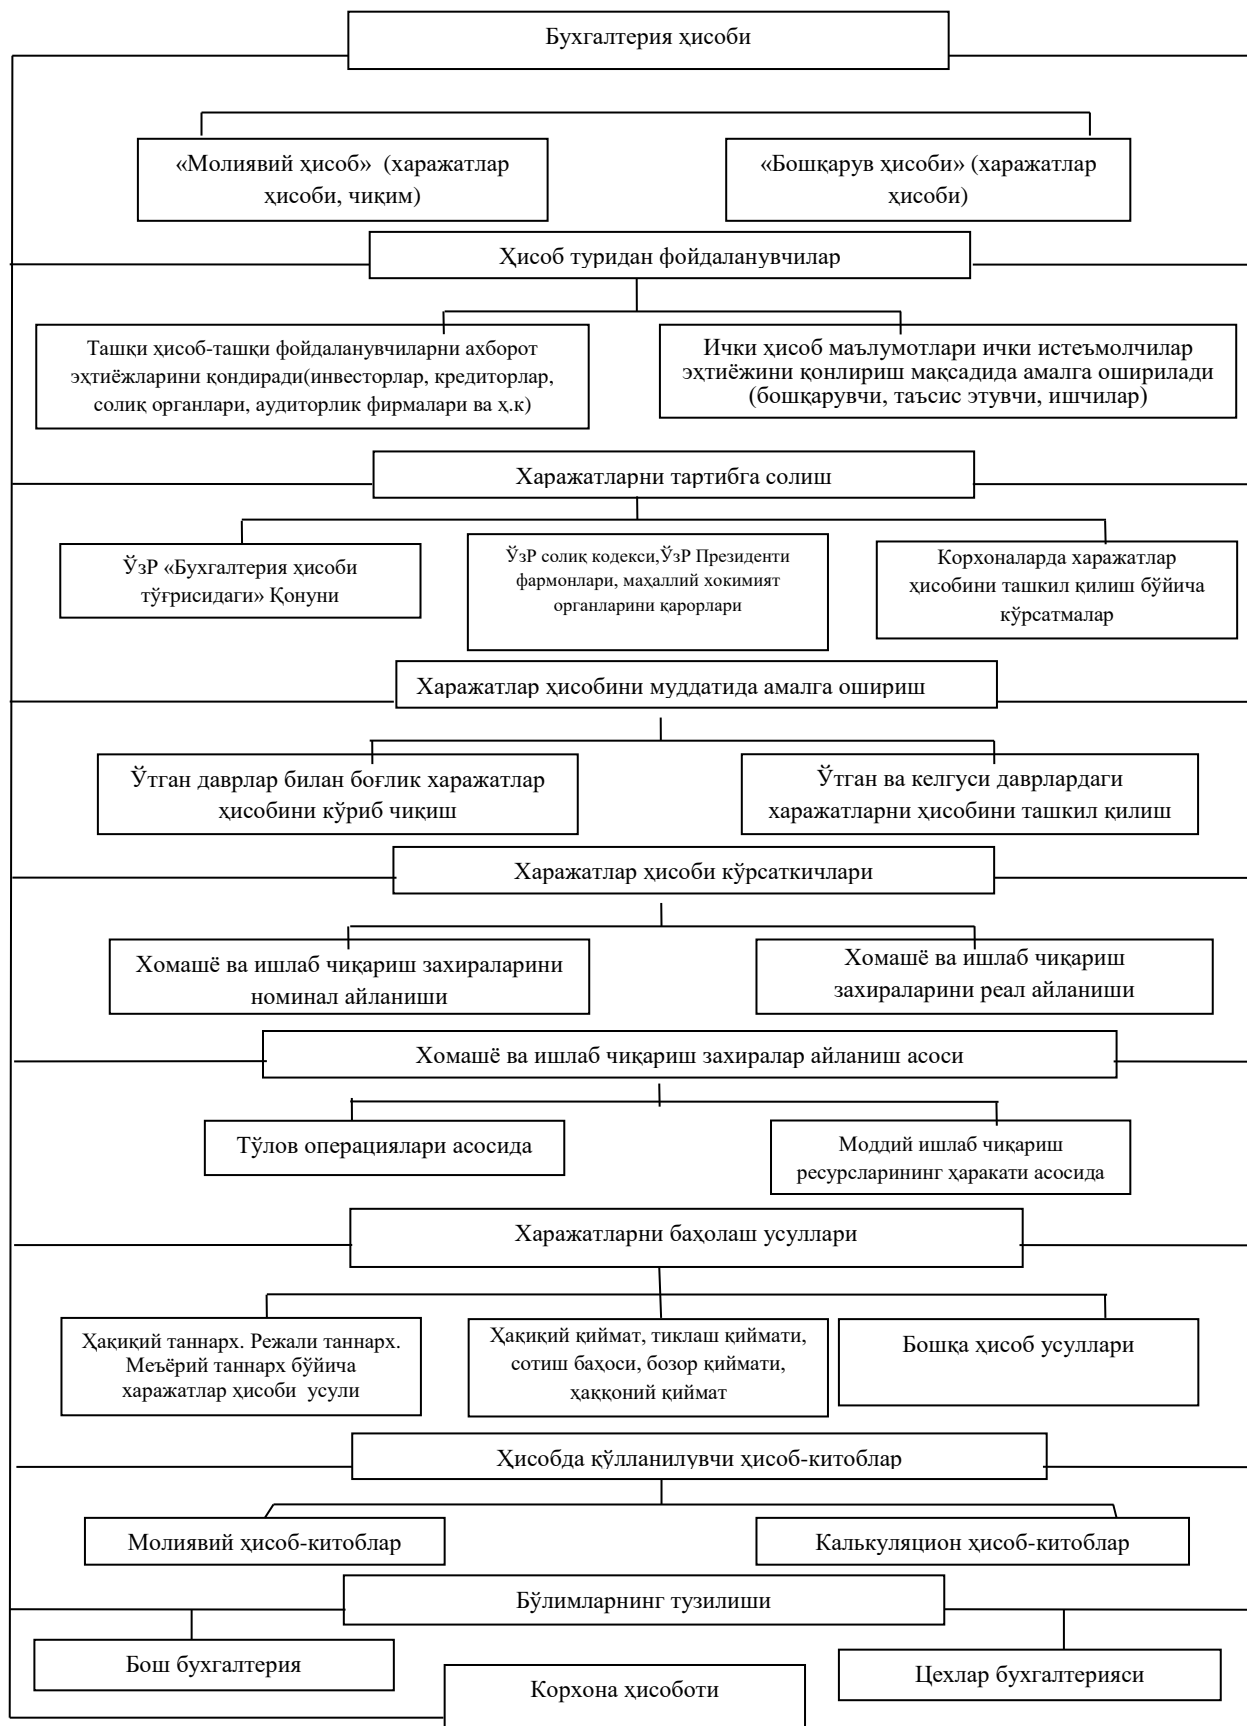 Бухгалтерия ҳисоби
«Молиявий ҳисоб» (харажатлар
ҳисоби, чиқим)
«Бошқарув ҳисоби» (харажатлар
ҳисоби)
Ҳисоб туридан фойдаланувчилар
Ташқи ҳисоб-ташқи фойдаланувчиларни ахборот
эҳтиёжларини қондиради(инвесторлар, кредиторлар,
солиқ органлари, аудиторлик фирмалари ва ҳ.к)
Ички ҳисоб маълумотлари ички истеъмолчилар
эҳтиёжини қонлириш мақсадида амалга оширилади
(бошқарувчи, таъсис этувчи, ишчилар)
Харажатларни тартибга солиш
ЎзР «Бухгалтерия ҳисоби
тўғрисидаги» Қонуни
ЎзР солиқ кодекси,ЎзР Президенти
фармонлари, маҳаллий хокимият
органларини қарорлари
Корхоналарда харажатлар
ҳисобини ташкил қилиш бўйича
кўрсатмалар
Харажатлар ҳисобини муддатида амалга ошириш
Ўтган даврлар билан боғлик харажатлар
ҳисобини кўриб чиқиш
Ўтган ва келгуси даврлардаги
харажатларни ҳисобини ташкил қилиш
Харажатлар ҳисоби кўрсаткичлари
Хомашё ва ишлаб чиқариш захираларини
номинал айланиши
Хомашё ва ишлаб чиқариш
захираларини реал айланиши
Хомашё ва ишлаб чиқариш захиралар айланиш асоси
Тўлов операциялари асосида
Моддий ишлаб чиқариш
ресурсларининг ҳаракати асосида
Харажатларни баҳолаш усуллари
Ҳақиқий таннарх. Режали таннарх.
Меъёрий таннарх бўйича
харажатлар ҳисоби усули
Ҳақиқий қиймат, тиклаш қиймати,
сотиш баҳоси, бозор қиймати,
ҳаққоний қиймат
Бошқа ҳисоб усуллари
Ҳисобда қўлланилувчи ҳисоб-китоблар
Молиявий ҳисоб-китоблар
Калькуляцион ҳисоб-китоблар
Бўлимларнинг тузилиши
Бош бухгалтерия
Цехлар бухгалтерияси
Корхона ҳисоботи